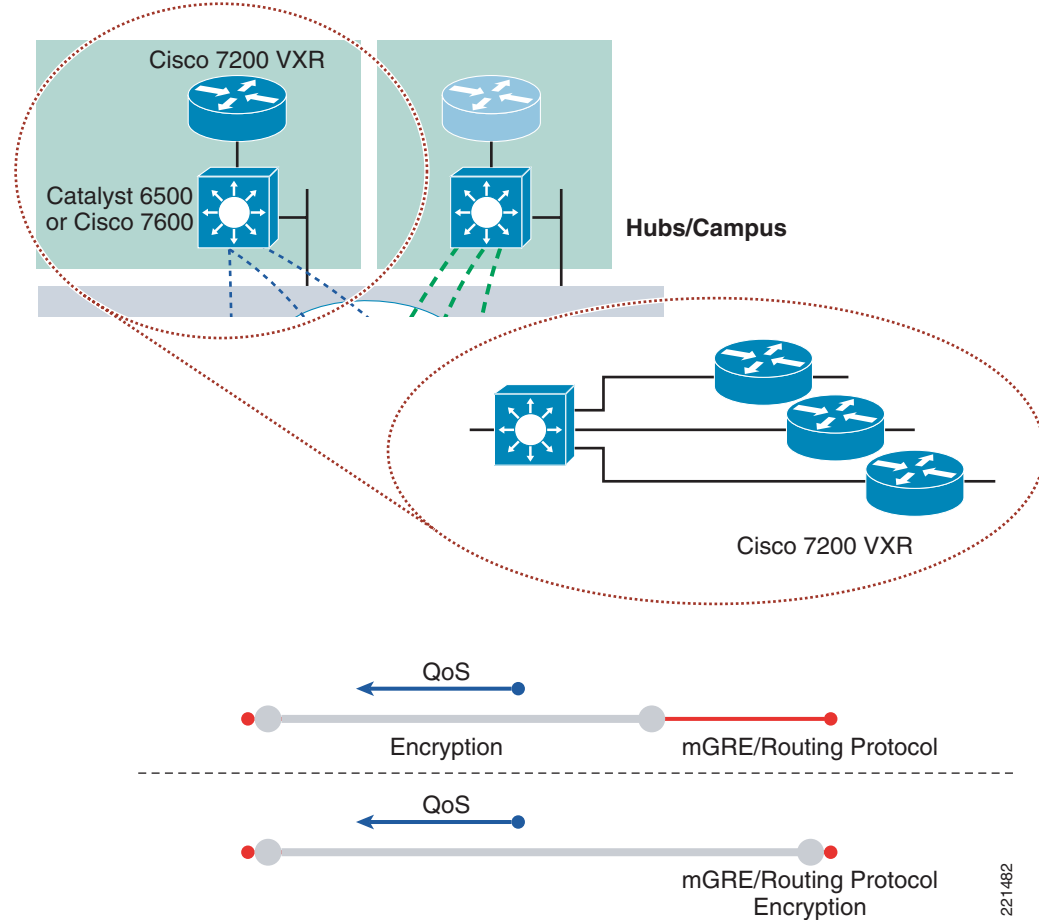 Cisco 7200 VXR
Catalyst 6500
or Cisco 7600
Hubs/Campus
Cisco 7200 VXR
QoS
Encryption
mGRE/Routing Protocol
QoS
mGRE/Routing Protocol
Encryption
221482